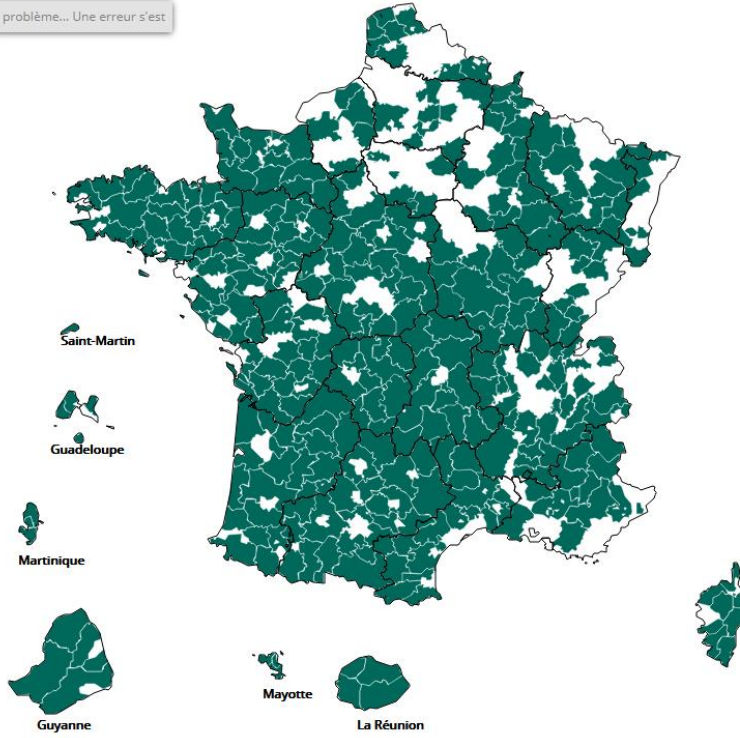 problème... Une erreur s'est
Saint-Martin
Guadeloupe
Martinique
Guyanne
Mayotte
La Réunion